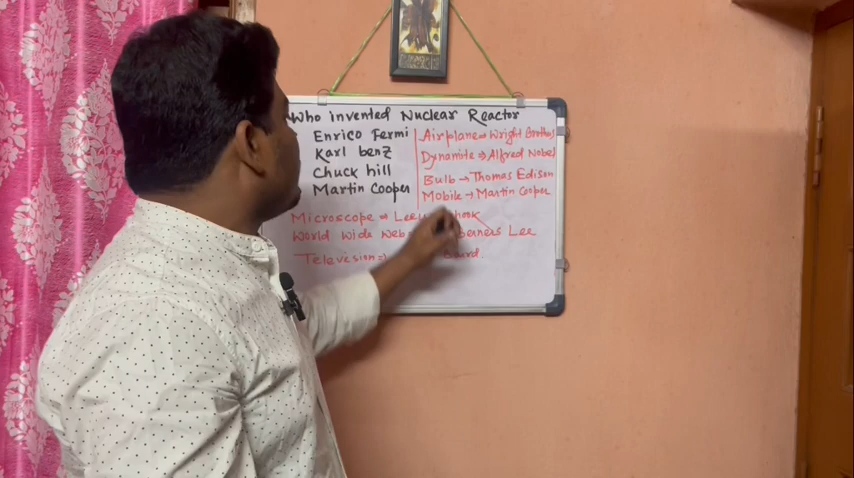 Who invented Nuclear Reactor
Enrico Fermi
Karl benz
Chuck hill
Martin Cooper
Airplane → Wright
Dynamite → Alfred Nobel
Bulb → Thomas Edison
Mobile → Martin Cooper
Microscope →
World Wide Web Lee
Television →